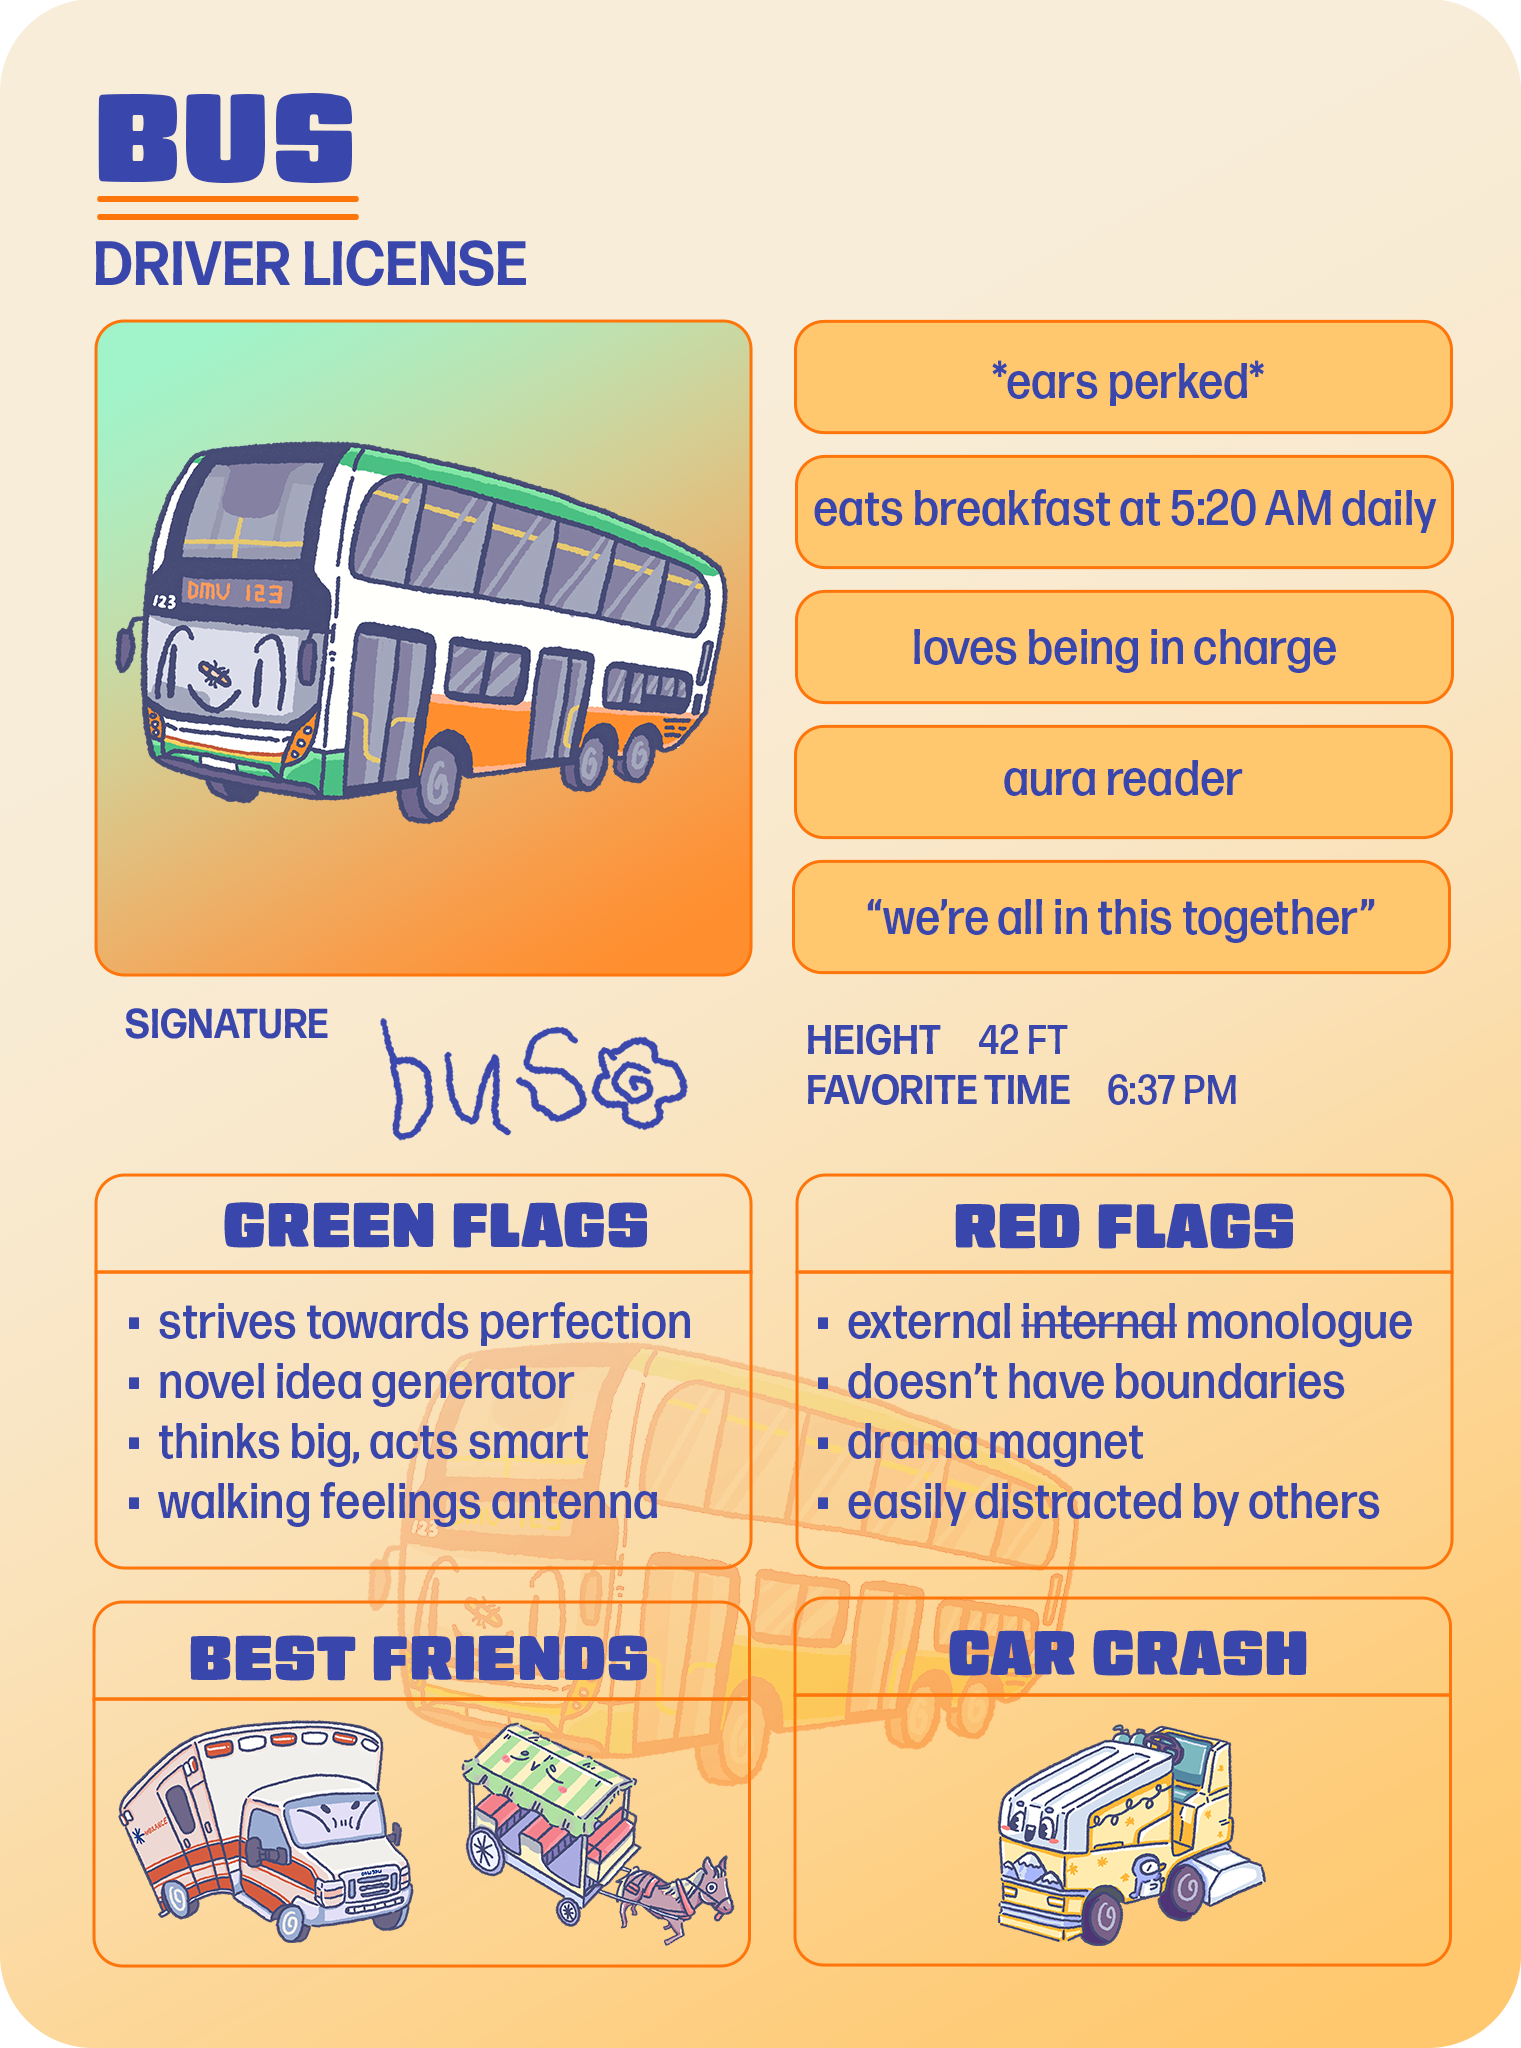 BUS
DRIVER LICENSE
123
DMV 123
*ears perked*
eats breakfast at 5:20 AM daily
loves being in charge
aura reader
“we’re all in this together”
SIGNATURE
bus
HEIGHT 42 FT
FAVORITE TIME 6:37 PM
GREEN FLAGS
▪ strives towards perfection
▪ novel idea generator
▪ thinks big, acts smart
▪ walking feelings antenna
RED FLAGS
▪ external internal monologue
▪ doesn’t have boundaries
▪ drama magnet
▪ easily distracted by others
123
BEST FRIENDS
CAR CRASH